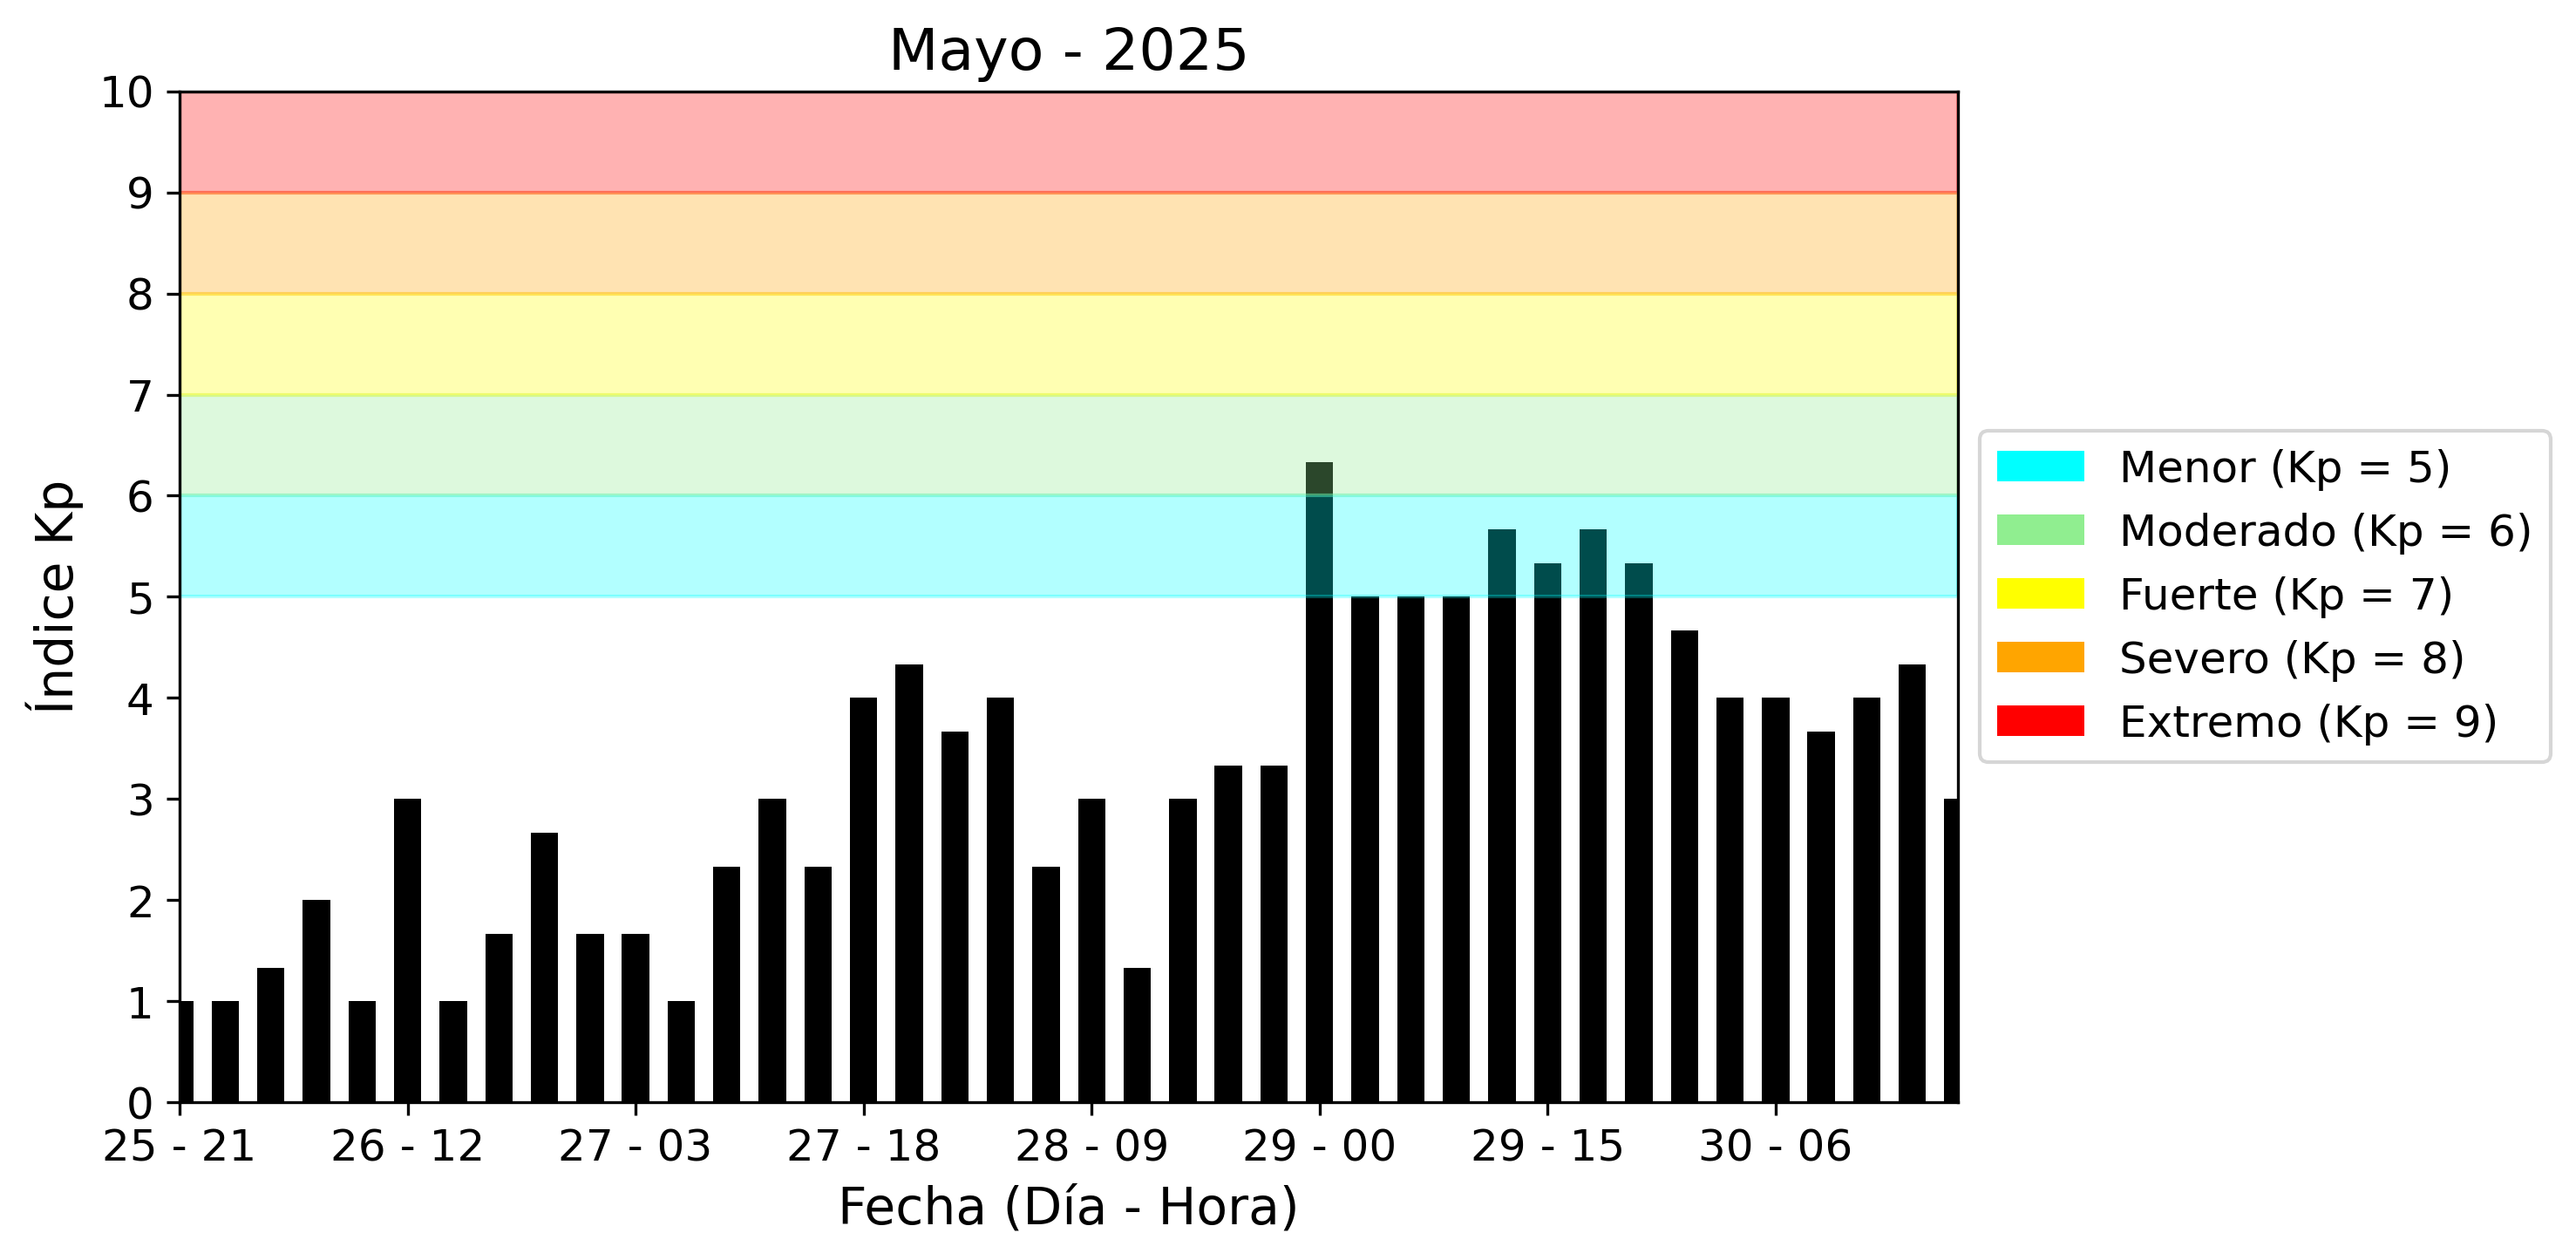 Mayo - 2025
10
9
8
7
6
5
4
3
2
1
0
Índice Kp
25 - 21 26 - 12 27 - 03 27 - 18 28 - 09 29 - 00 29 - 15 30 - 06
Fecha (Día - Hora)
Menor (Kp = 5)
Moderado (Kp = 6)
Fuerte (Kp = 7)
Severo (Kp = 8)
Extremo (Kp = 9)